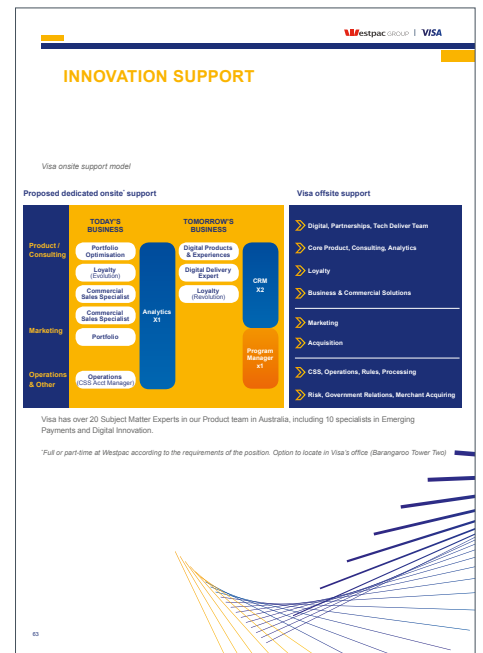 Westpac GROUP | VISA
INNOVATION SUPPORT
Visa onsite support model
Proposed dedicated onsite* support
TODAY'S
BUSINESS
TOMORROW'S
BUSINESS
Product /
Consulting
Portfolio
Optimisation
Loyalty
(Evolution)
Commercial
Sales Specialist
Marketing
Commercial
Sales Specialist
Portfolio
Operations
& Other
Operations
(CSS Acct Manager)
Analytics
X1
Digital Products
& Experiences
Digital Delivery
Expert
Loyalty
(Revolution)
CRM
X2
Program
Manager
x1
Visa offsite support
Digital, Partnerships, Tech Deliver Team
Core Product, Consulting, Analytics
Loyalty
Business & Commercial Solutions
Marketing
Acquisition
CSS, Operations, Rules, Processing
Risk, Government Relations, Merchant Acquiring
Visa has over 20 Subject Matter Experts in our Product team in Australia, including 10 specialists in Emerging
Payments and Digital Innovation.
*Full or part-time at Westpac according to the requirements of the position. Option to locate in Visa's office (Barangaroo Tower Two)
63